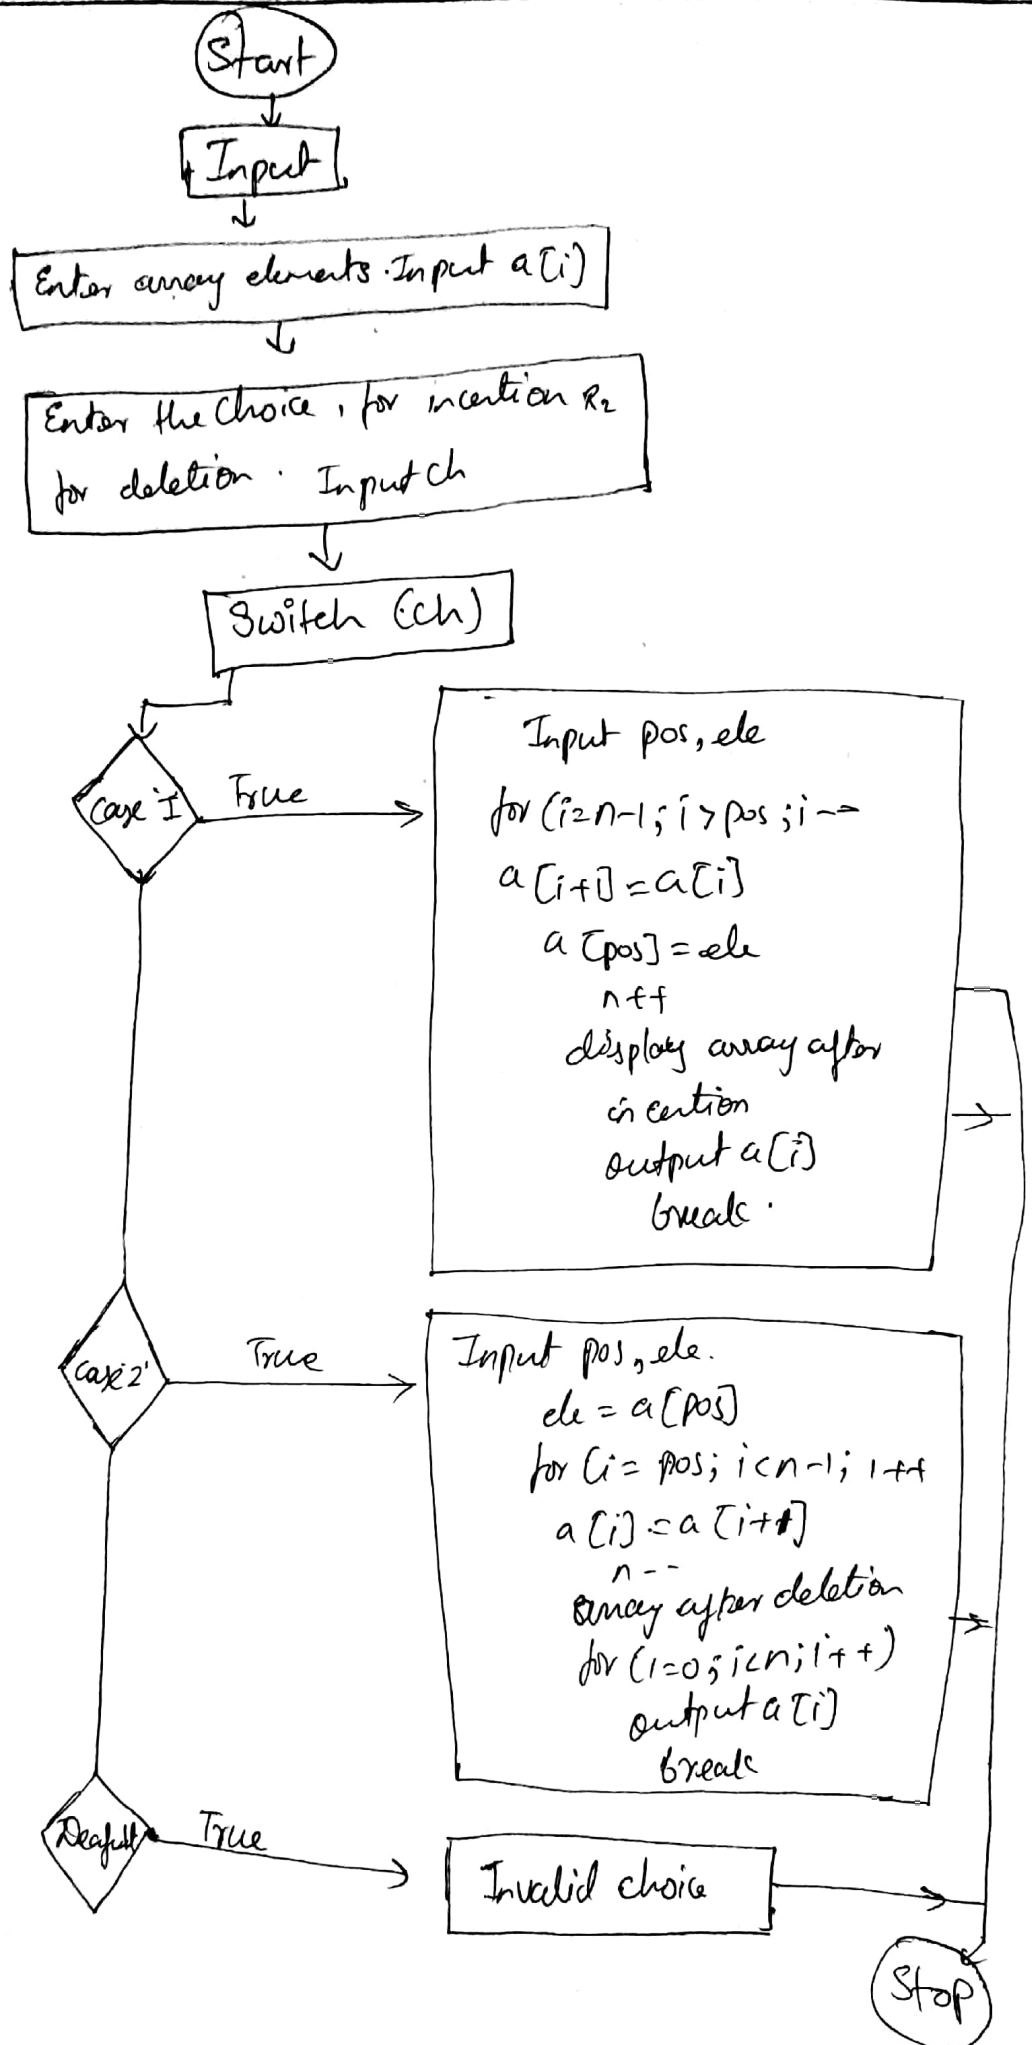 Start
Input
Enter array elements. Input a[i]
Enter the Choice, for incertion &2
for deletion. Input ch
Switch (ch)
Case '1
True
Input pos, ele
for (i=n-1; i>pos; i--
a[i+1]=a[i]
a[pos]=ele
n++
display array after
incertion
output a[i]
break.
case '2'
True
Input pos, ele.
ele = a[pos]
for (i= pos; i<n-1; i++
a[i]=a[i+1]
n--
array after deletion
for (i=0; i<n; i++)
output a[i]
break
Deafult
True
Invalid choice
Stop